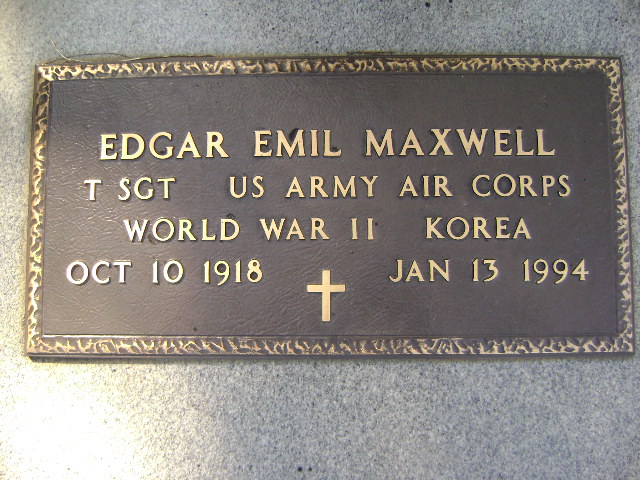 EDGAR EMIL MAXWELL
T SGT US ARMY AIR CORPS
WORLD WAR II KOREA
OCT 10 1918 JAN 13 1994